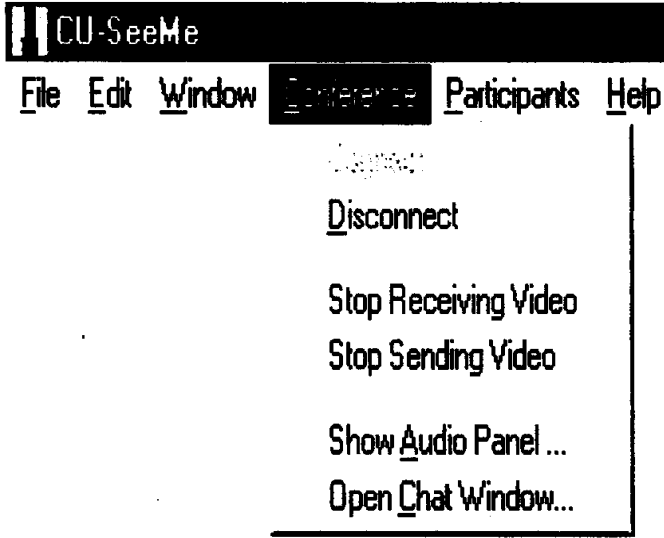 CU-SeeMe
File Edit Window Conference Participants Help
Disconnect
Stop Receiving Video
Stop Sending Video
Show Audio Panel ...
Open Chat Window...